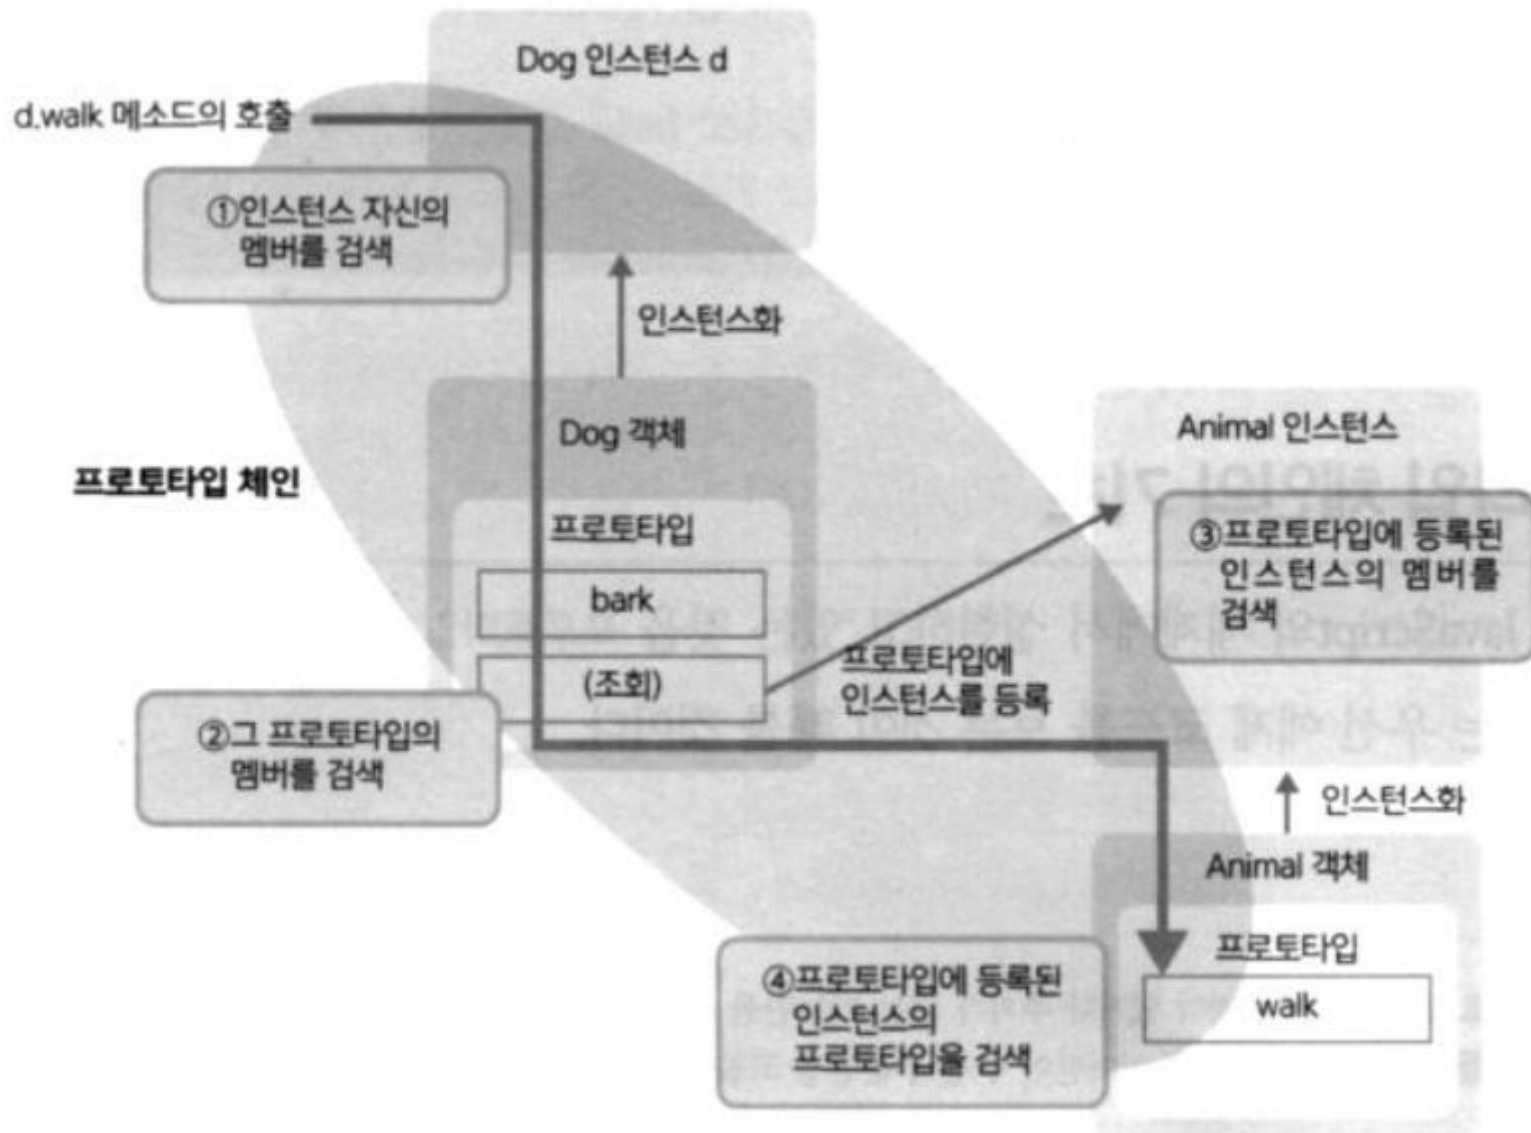 Dog 인스턴스 d
d.walk 메소드의 호출
①인스턴스 자신의
멤버를 검색
인스턴스화
Dog 객체
Animal 인스턴스
프로토타입 체인
프로토타입
③프로토타입에 등록된
인스턴스의 멤버를
검색
bark
(조회)
프로토타입에
인스턴스를 등록
②그 프로토타입의
멤버를 검색
인스턴스화
Animal 객체
프로토타입
④프로토타입에 등록된
인스턴스의
프로토타입을 검색
walk